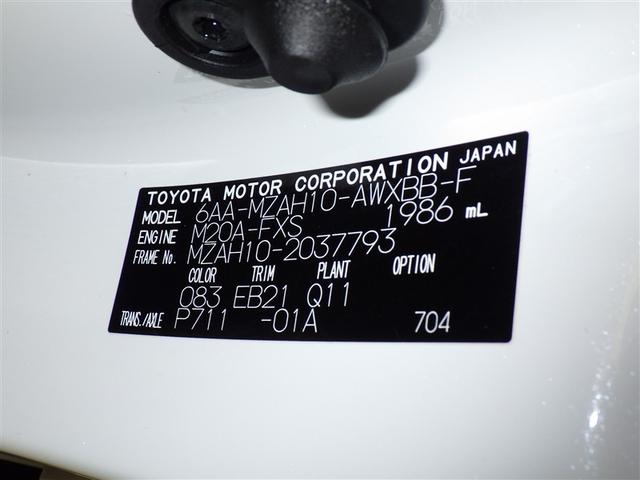 TOYOTA MOTOR CORPORATION JAPAN
MODEL 6AA-MZAH10-AWXBB-F
ENGINE M20A-FXS 1986 mL
FRAME No. MZAH10-2037793
COLOR TRIM PLANT OPTION
083 EB21 Q11
TRANS./AXLE P711 -01A 704